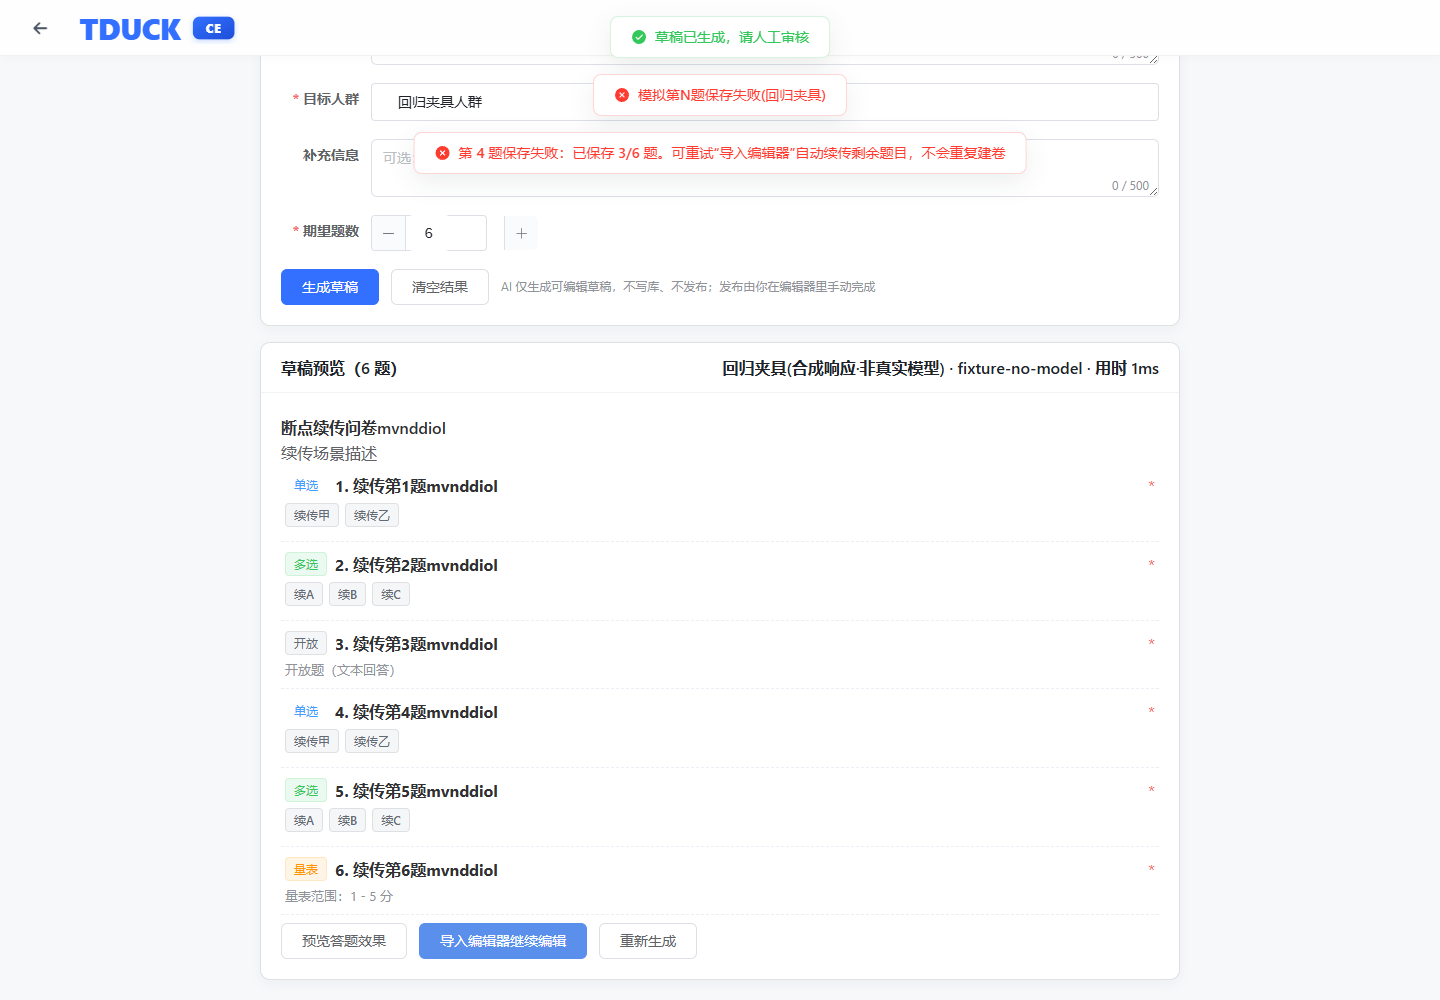 TDUCK CE
草稿已生成，请人工审核
0 / 500
* 目标人群 回归夹具人群
模拟第N题保存失败(回归夹具)
补充信息 可选
第 4 题保存失败：已保存 3/6 题。可重试“导入编辑器”自动续传剩余题目，不会重复建卷
0 / 500
* 期望题数 6
生成草稿 清空结果 AI 仅生成可编辑草稿，不写库、不发布；发布由你在编辑器里手动完成
草稿预览（6 题） 回归夹具(合成响应·非真实模型) · fixture-no-model · 用时 1ms
断点续传问卷mvnddiol
续传场景描述
单选 1. 续传第1题mvnddiol *
续传甲 续传乙
多选 2. 续传第2题mvnddiol *
续A 续B 续C
开放 3. 续传第3题mvnddiol *
开放题（文本回答）
单选 4. 续传第4题mvnddiol *
续传甲 续传乙
多选 5. 续传第5题mvnddiol *
续A 续B 续C
量表 6. 续传第6题mvnddiol *
量表范围：1 - 5 分
预览答题效果 导入编辑器继续编辑 重新生成